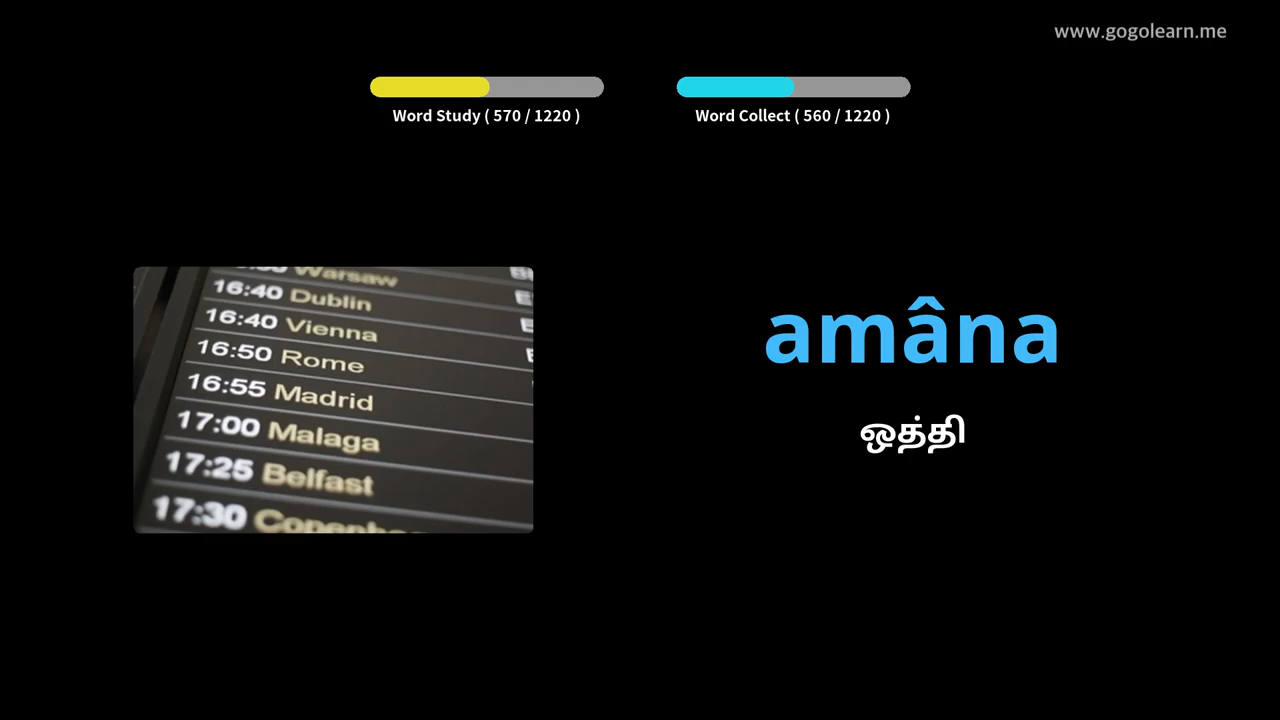 www.gogolearn.me
Word Study ( 570 / 1220 )
Word Collect ( 560 / 1220 )
Warsaw
16:40 Dublin
16:40 Vienna
16:50 Rome
16:55 Madrid
17:00 Malaga
17:25 Belfast
17:30
amâna
ஒத்தி